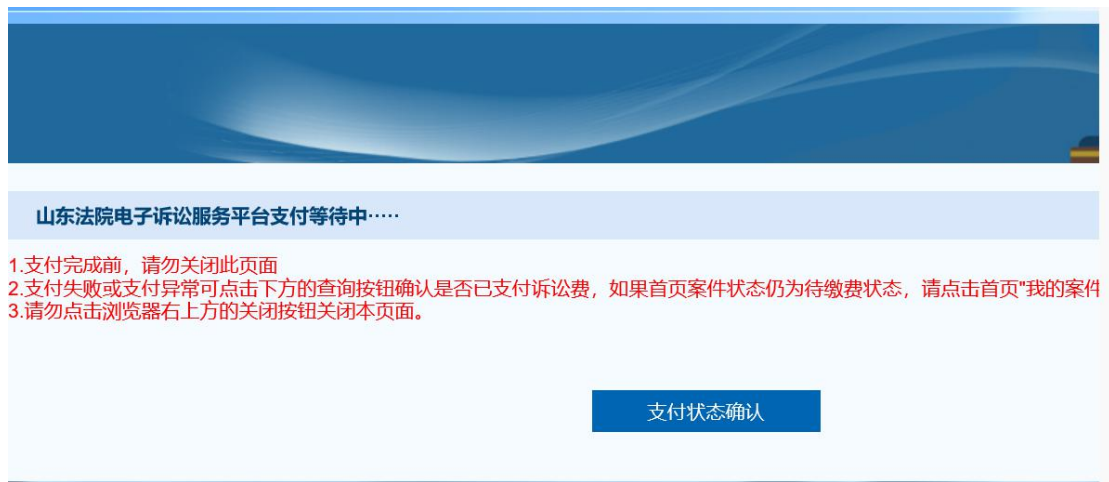 山东法院电子诉讼服务平台支付等待中·····
1.支付完成前，请勿关闭此页面
2.支付失败或支付异常可点击下方的查询按钮确认是否已支付诉讼费，如果首页案件状态仍为待缴费状态，请点击首页"我的案件
3.请勿点击浏览器右上方的关闭按钮关闭本页面。
支付状态确认